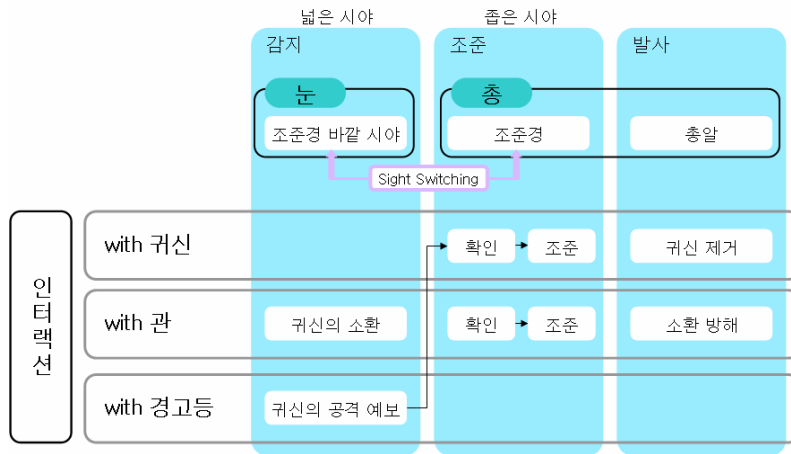 넓은 시야
좁은 시야
감지
조준
발사
눈
총
조준경 바깥 시야
조준경
총알
Sight Switching
인터랙션
with 귀신
확인
조준
귀신 제거
with 관
귀신의 소환
확인
조준
소환 방해
with 경고등
귀신의 공격 예보